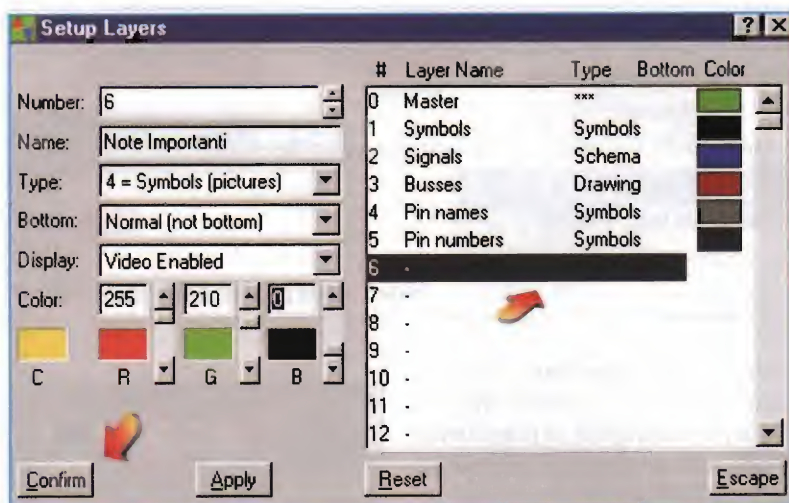 Setup Layers
Number: 6
Name: Note Importanti
Type: 4 = Symbols (pictures)
Bottom: Normal (not bottom)
Display: Video Enabled
Color: 255 210 0
C R G B
Confirm Apply
# Layer Name Type Bottom Color
0 Master ***
1 Symbols Symbols
2 Signals Schema
3 Busses Drawing
4 Pin names Symbols
5 Pin numbers Symbols
6 -
7 -
8 -
9 -
10 -
11 -
12 -
Reset Escape